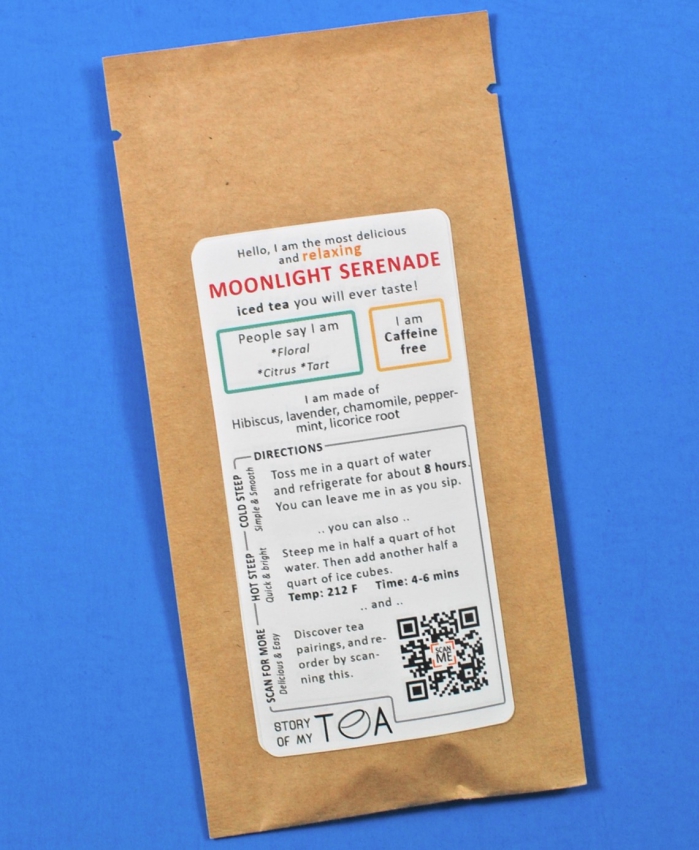 Hello, I am the most delicious
and relaxing
MOONLIGHT SERENADE
iced tea you will ever taste!
People say I am
*Floral
*Citrus *Tart
I am
Caffeine
free
I am made of
Hibiscus, lavender, chamomile, pepper-
mint, licorice root
DIRECTIONS
COLD STEEP
Simple & Smooth
Toss me in a quart of water
and refrigerate for about 8 hours.
You can leave me in as you sip.
.. you can also ..
HOT STEEP
Quick & bright
Steep me in half a quart of hot
water. Then add another half a
quart of ice cubes.
Temp: 212 F Time: 4-6 mins
.. and ..
SCAN FOR MORE
Delicious & Easy
Discover tea
pairings, and re-
order by scan-
ning this.
SCAN
ME
STORY
OF MY
TEA